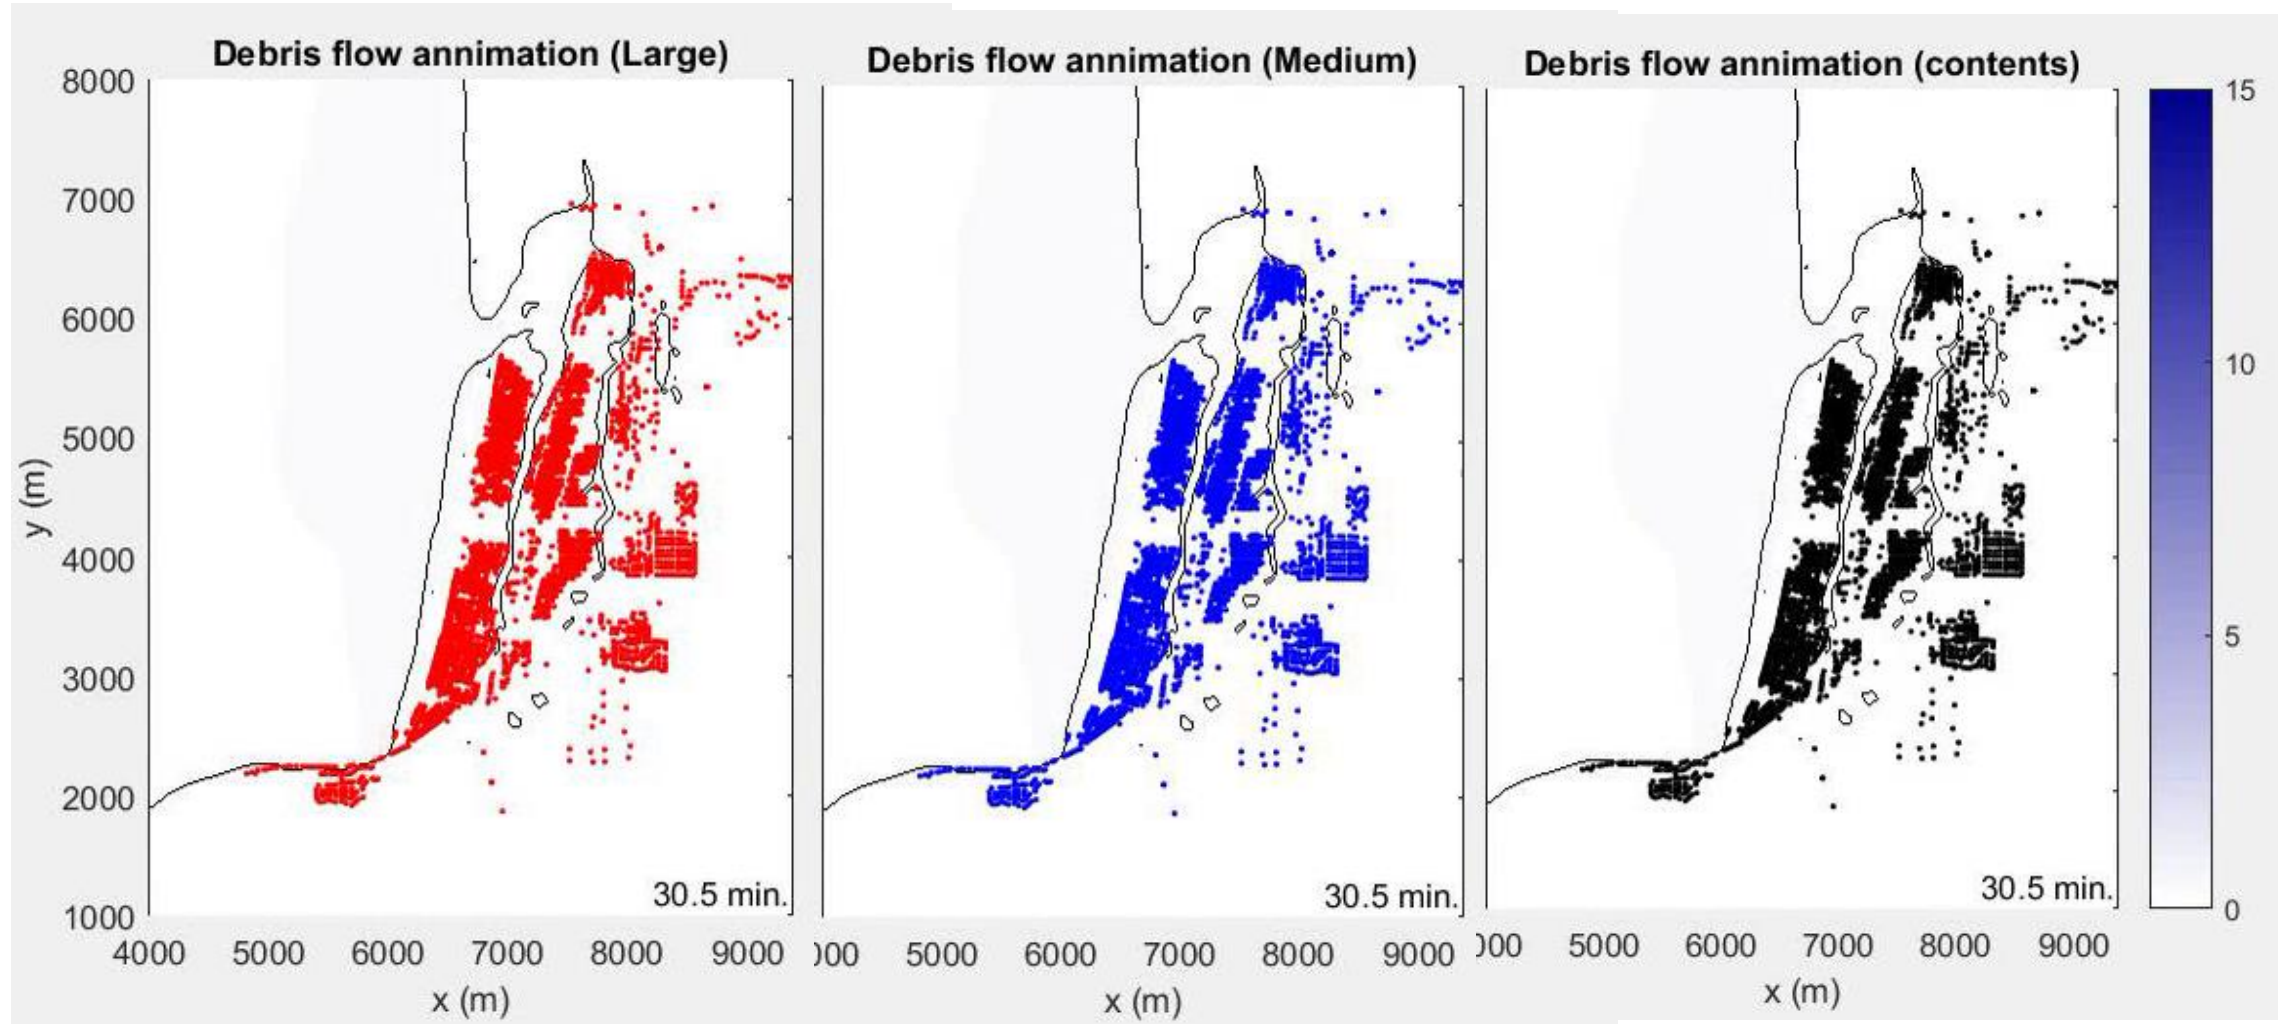 Debris flow annimation (Large)
8000
7000
6000
5000
4000
3000
2000
1000
y (m)
30.5 min.
4000 5000 6000 7000 8000 9000
x (m)
Debris flow annimation (Medium)
30.5 min.
000 5000 6000 7000 8000 9000
x (m)
Debris flow annimation (contents)
30.5 min.
000 5000 6000 7000 8000 9000
x (m)
15
10
5
0